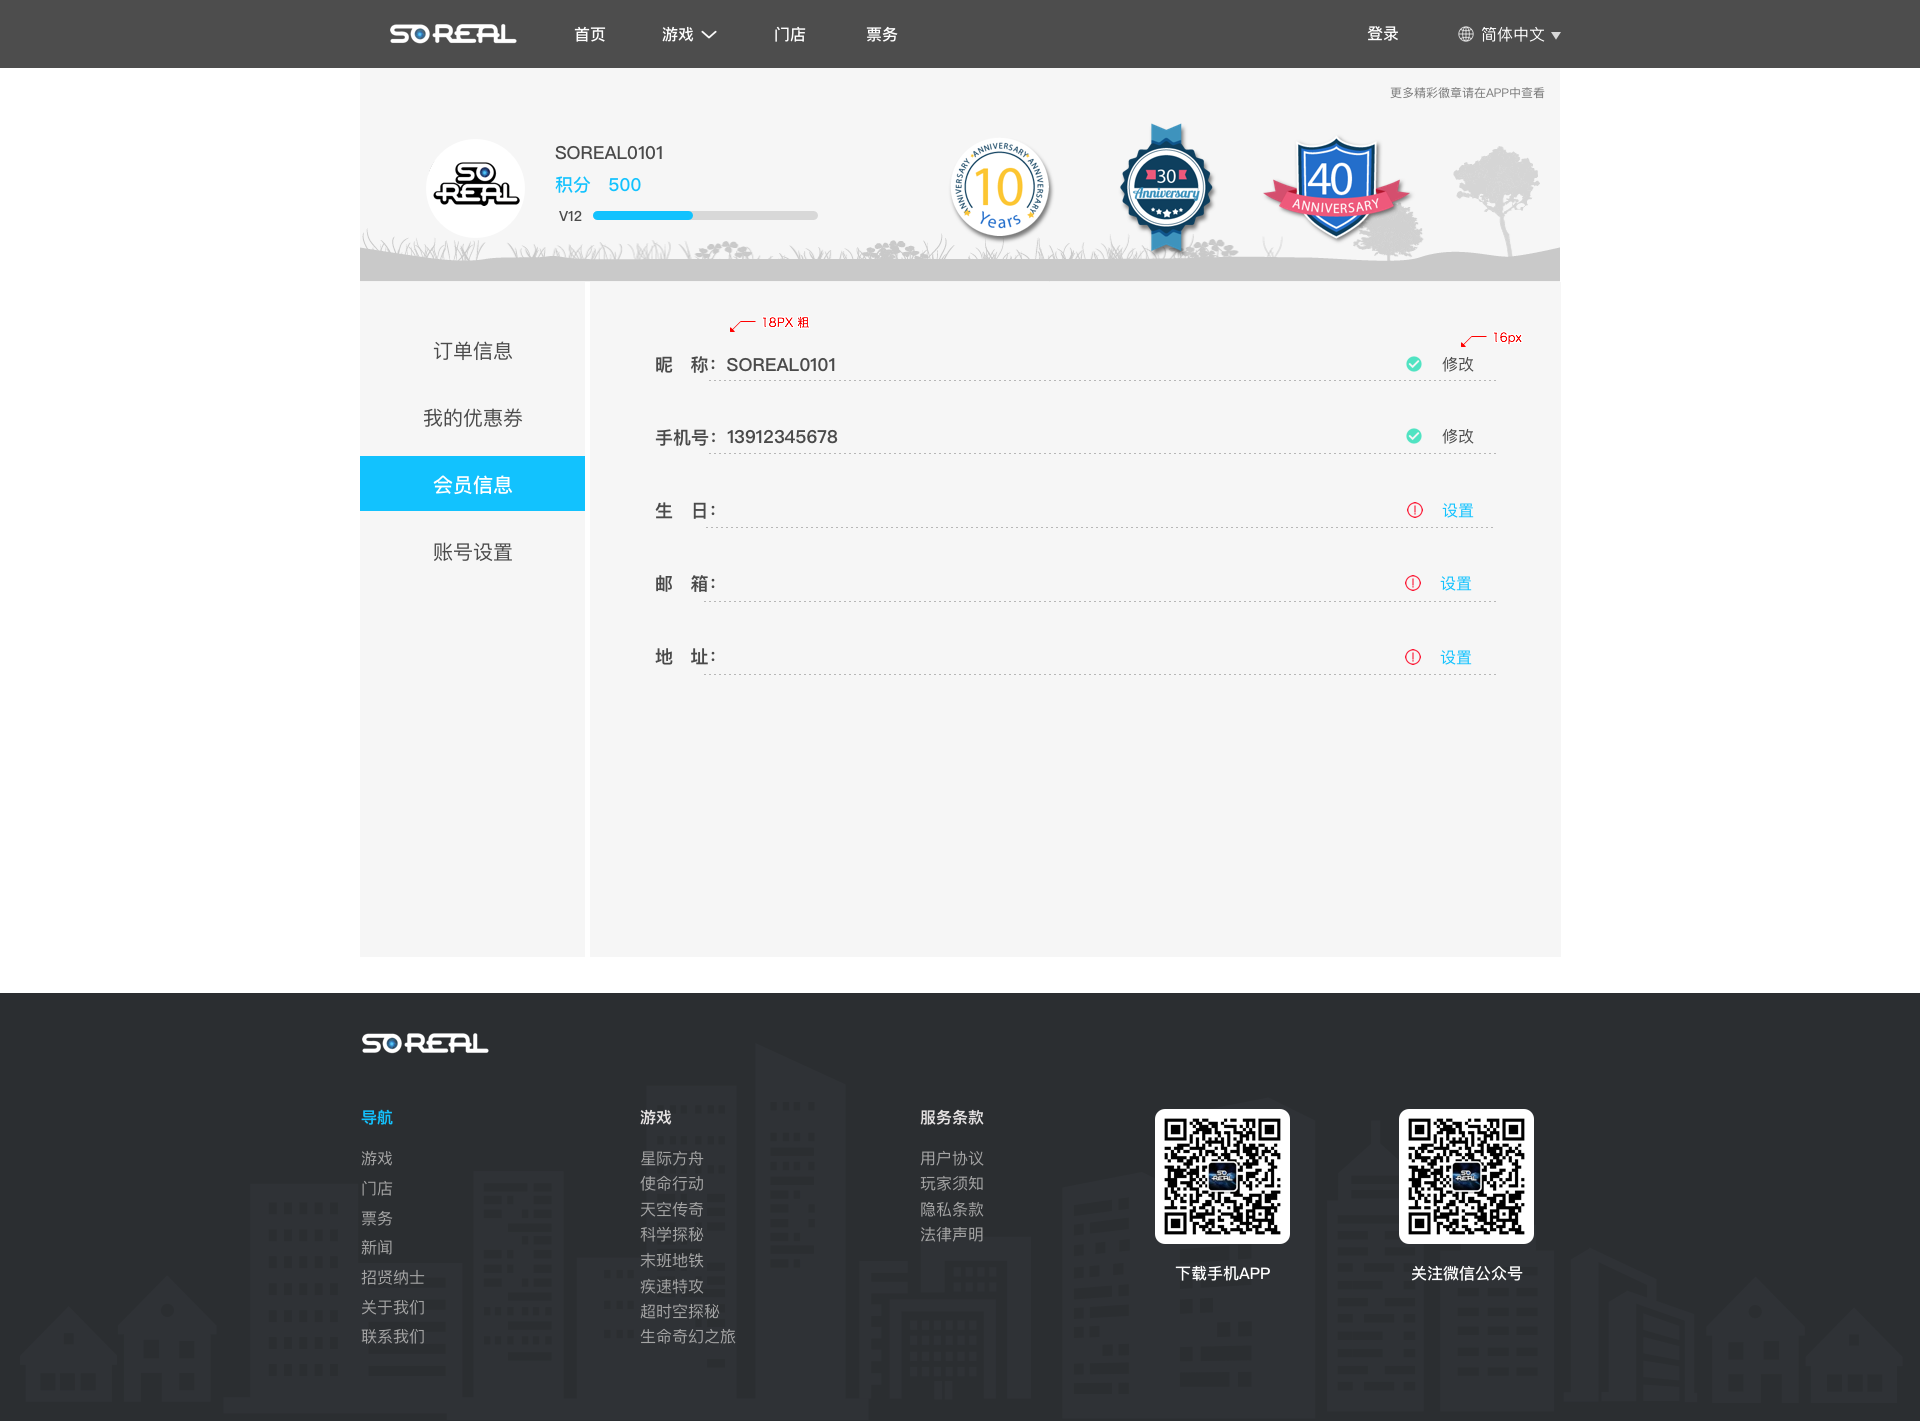 SOREAL
首页
游戏
门店
票务
登录
简体中文
更多精彩徽章请在APP中查看
SO REAL
SOREAL0101
积分 500
V12
ANNIVERSARY ANNIVERSARY ANNIVERSARY
10
Years
30
Anniversary
40
ANNIVERSARY
订单信息
我的优惠券
会员信息
账号设置
18PX 粗
16px
昵 称： SOREAL0101
修改
手机号： 13912345678
修改
生 日：
设置
邮 箱：
设置
地 址：
设置
SOREAL
导航
游戏
门店
票务
新闻
招贤纳士
关于我们
联系我们
游戏
星际方舟
使命行动
天空传奇
科学探秘
末班地铁
疾速特攻
超时空探秘
生命奇幻之旅
服务条款
用户协议
玩家须知
隐私条款
法律声明
SO REAL
下载手机APP
SO REAL
关注微信公众号